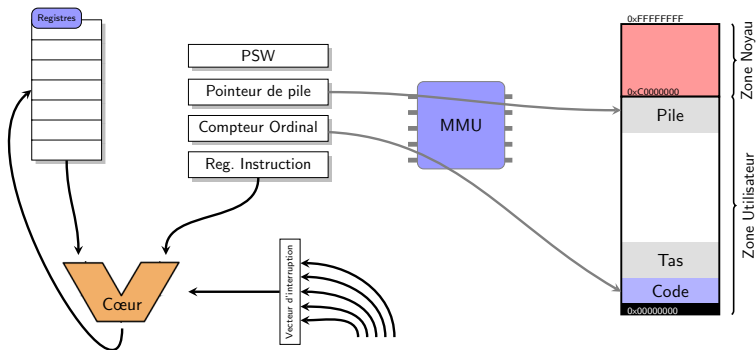 Registres
PSW
Pointeur de pile
Compteur Ordinal
Reg. Instruction
Cœur
Vecteur d'interruption
MMU
0xFFFFFFFF
0xC0000000
Pile
Tas
Code
0x00000000
Zone Noyau
Zone Utilisateur